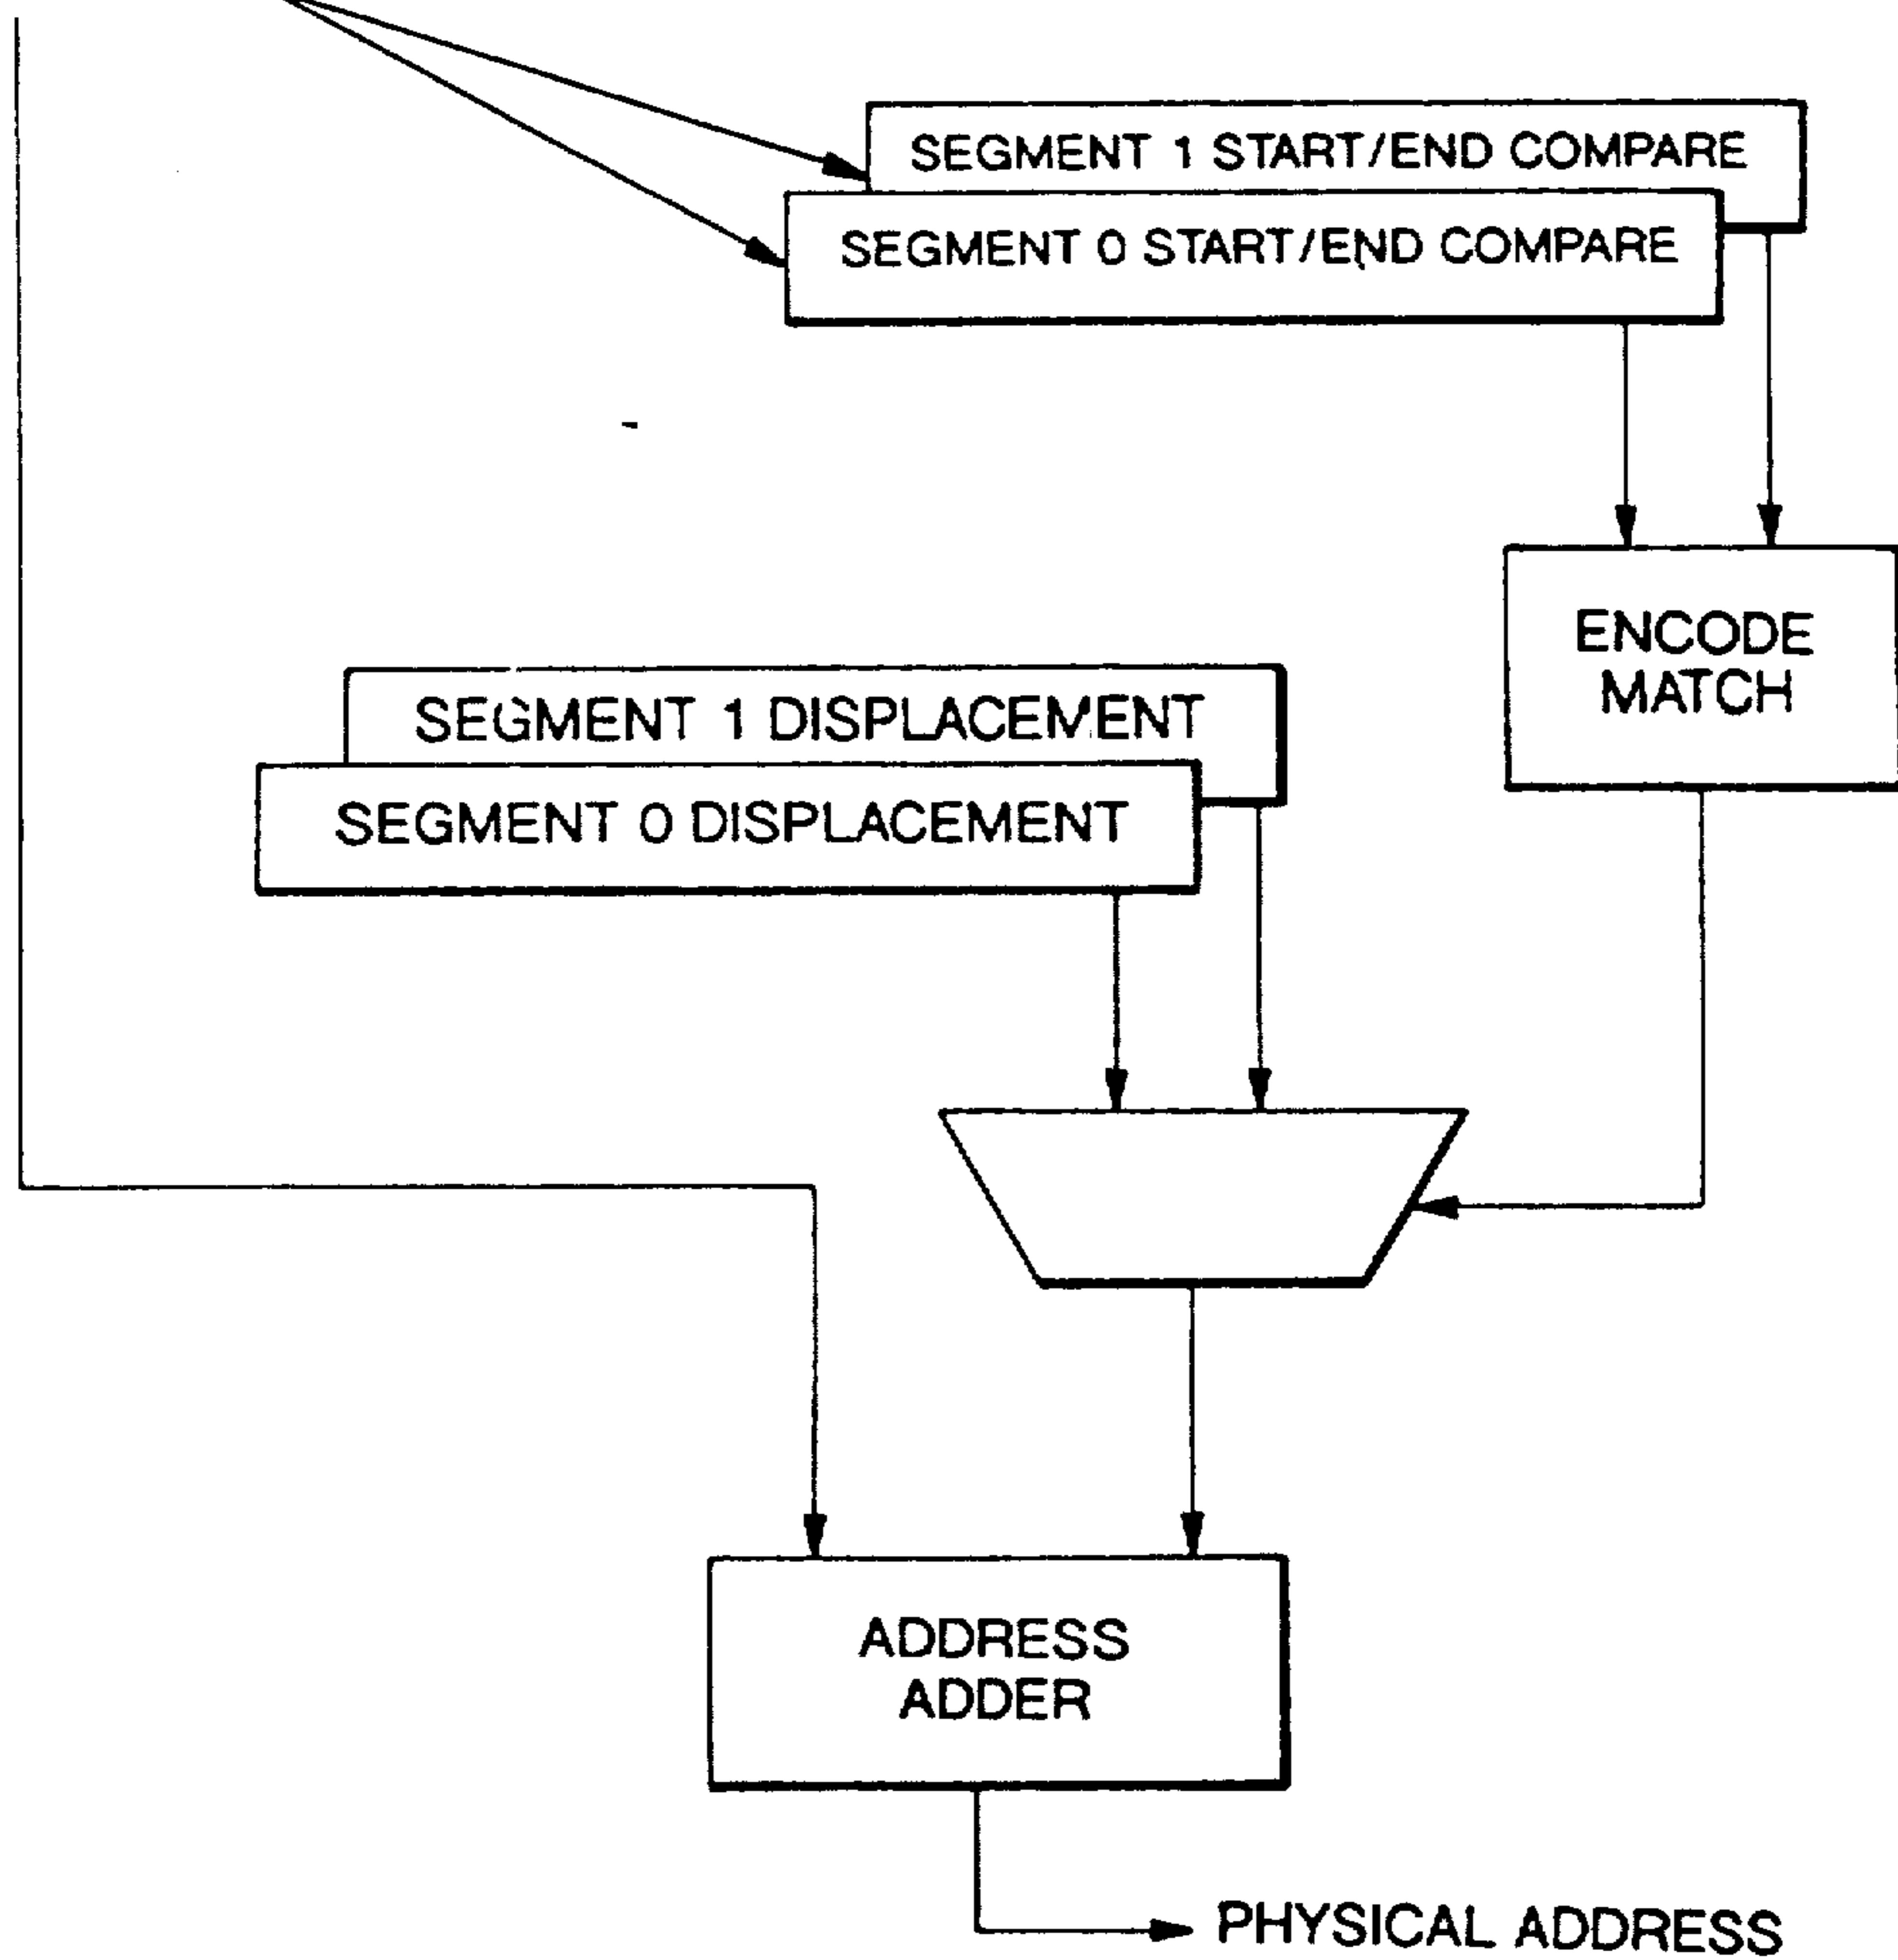 SEGMENT 1 START/END COMPARE
SEGMENT 0 START/END COMPARE
ENCODE
MATCH
SEGMENT 1 DISPLACEMENT
SEGMENT 0 DISPLACEMENT
ADDRESS
ADDER
PHYSICAL ADDRESS